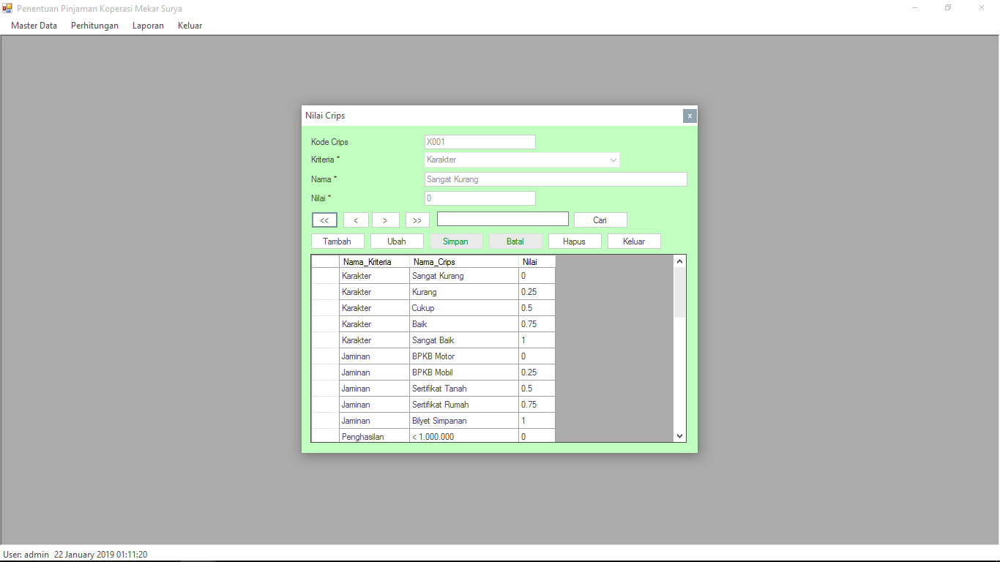 Penentuan Pinjaman Koperasi Mekar Surya
Master Data Perhitungan Laporan Keluar
Nilai Crips x
Kode Crips X001
Kriteria * Karakter
Nama * Sangat Kurang
Nilai * 0
<< < > >> Cari
Tambah Ubah Simpan Batal Hapus Keluar
Nama_Kriteria Nama_Crips Nilai
Karakter Sangat Kurang 0
Karakter Kurang 0.25
Karakter Cukup 0.5
Karakter Baik 0.75
Karakter Sangat Baik 1
Jaminan BPKB Motor 0
Jaminan BPKB Mobil 0.25
Jaminan Sertifikat Tanah 0.5
Jaminan Sertifikat Rumah 0.75
Jaminan Bilyet Simpanan 1
Penghasilan < 1.000.000 0
User: admin 22 January 2019 01:11:20